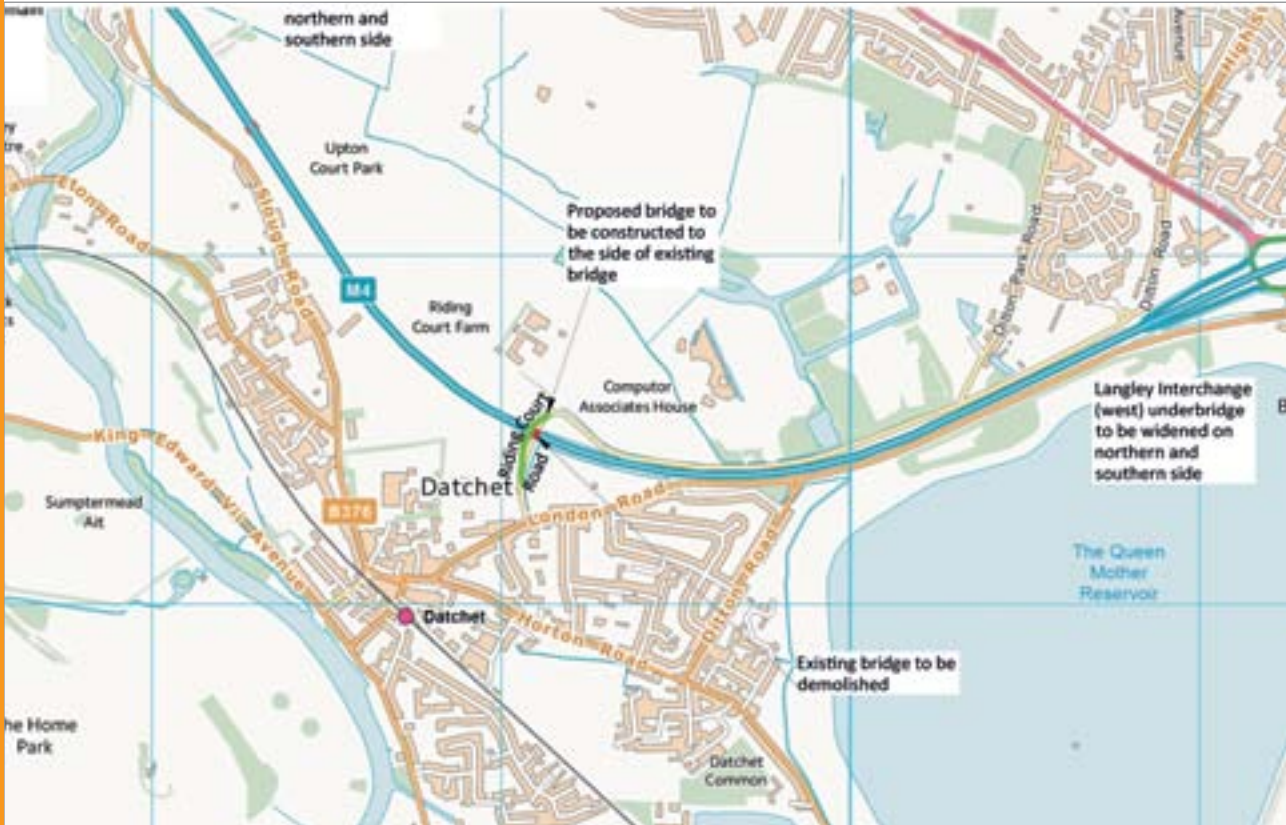 northern and
southern side
Avenue
Upton
Court Park
Eton Road
Slough Road
Proposed bridge to
be constructed to
the side of existing
bridge
Ditton Park Road
Ditton Road
M4
Riding
Court Farm
Computor
Associates House
Langley Interchange
(west) underbridge
to be widened on
northern and
southern side
Riding Court
Road
King Edward VII Avenue
Datchet
Sumptermead
Ait
B376
London Road
Ditton Road
The Queen
Mother
Reservoir
Datchet
Horton Road
Existing bridge to be
demolished
he Home
Park
Datchet
Common